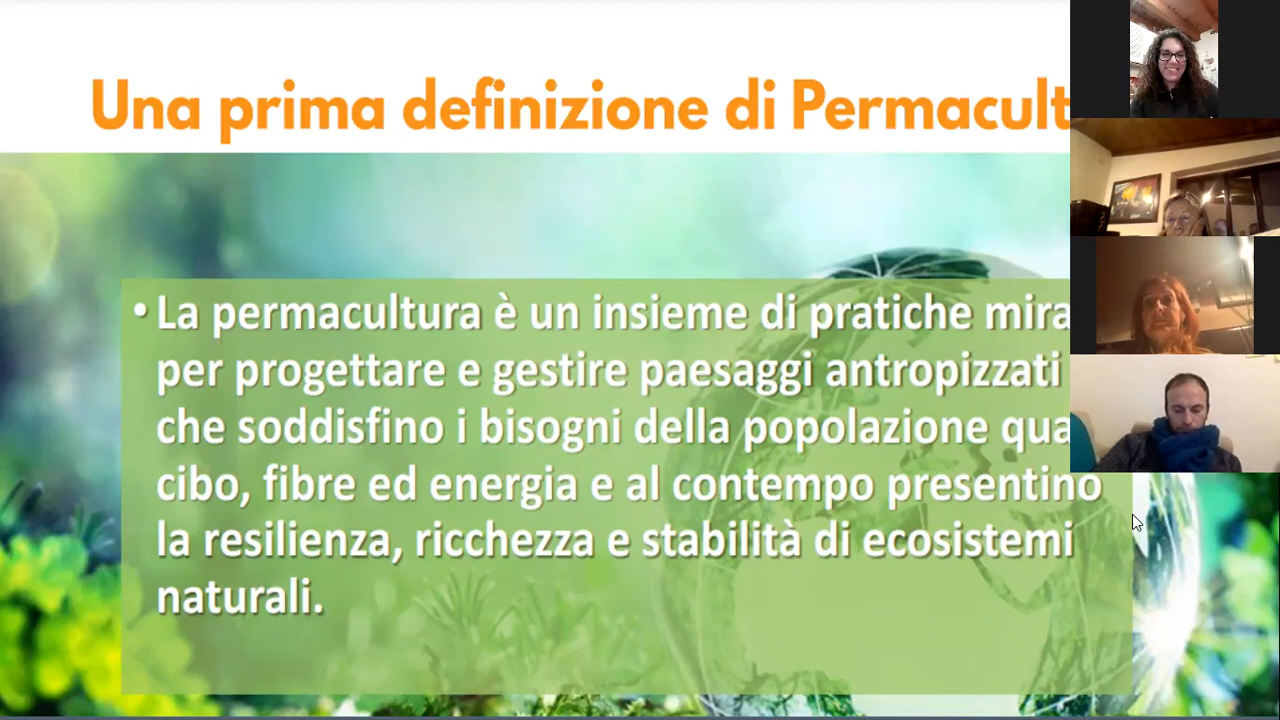 Una prima definizione di Permacult
• La permacultura è un insieme di pratiche mira
per progettare e gestire paesaggi antropizzati
che soddisfino i bisogni della popolazione qua
cibo, fibre ed energia e al contempo presentino
la resilienza, ricchezza e stabilità di ecosistemi
naturali.